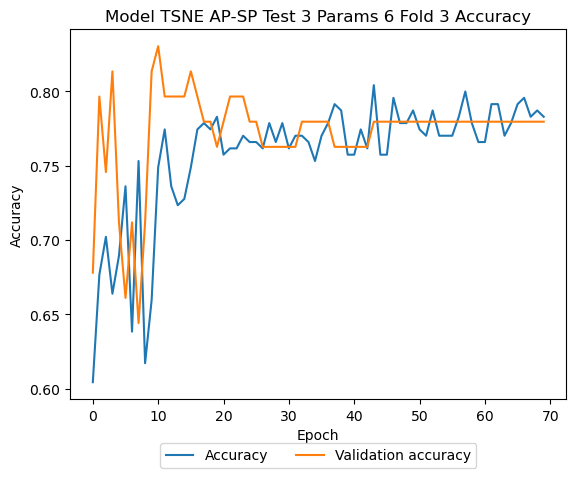 Model TSNE AP-SP Test 3 Params 6 Fold 3 Accuracy
0.80
0.75
0.70
0.65
0.60
Accuracy
0 10 20 30 40 50 60 70
Epoch
Accuracy Validation accuracy